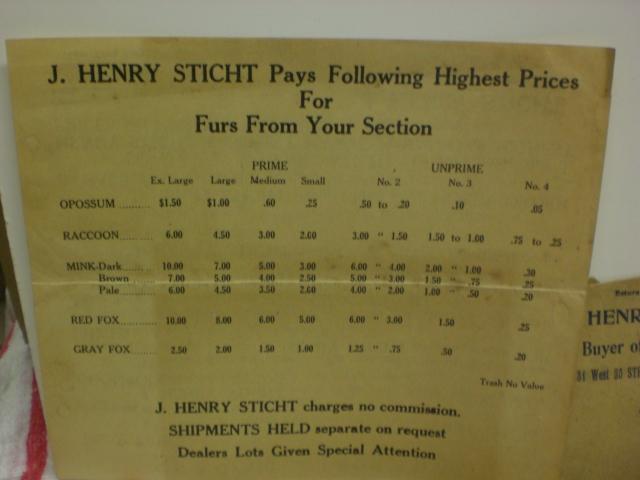 J. HENRY STICHT Pays Following Highest Prices
For
Furs From Your Section
PRIME UNPRIME
Ex. Large Large Medium Small No. 2 No. 3 No. 4
OPOSSUM .......... $1.50 $1.00 .60 .25 .50 to .20 .10 .05
RACCOON.......... 6.00 4.50 3.00 2.00 3.00 " 1.50 1.50 to 1.00 .75 to .25
MINK-Dark....... 10.00 7.00 5.00 3.00 6.00 " 4.00 2.00 " 1.00 .30
Brown.......... 7.00 5.00 4.00 2.50 5.00 " 3.00 1.50 " .75 .25
Pale............ 6.00 4.50 3.50 2.00 4.00 " 2.00 1.00 " .50 .20
RED FOX........... 10.00 8.00 6.00 5.00 6.00 " 3.00 1.50 .25
GRAY FOX......... 2.50 2.00 1.50 1.00 1.25 " .75 .50 .20
Trash No Value
J. HENRY STICHT charges no commission.
SHIPMENTS HELD separate on request
Dealers Lots Given Special Attention
Return
HENR
Buyer of